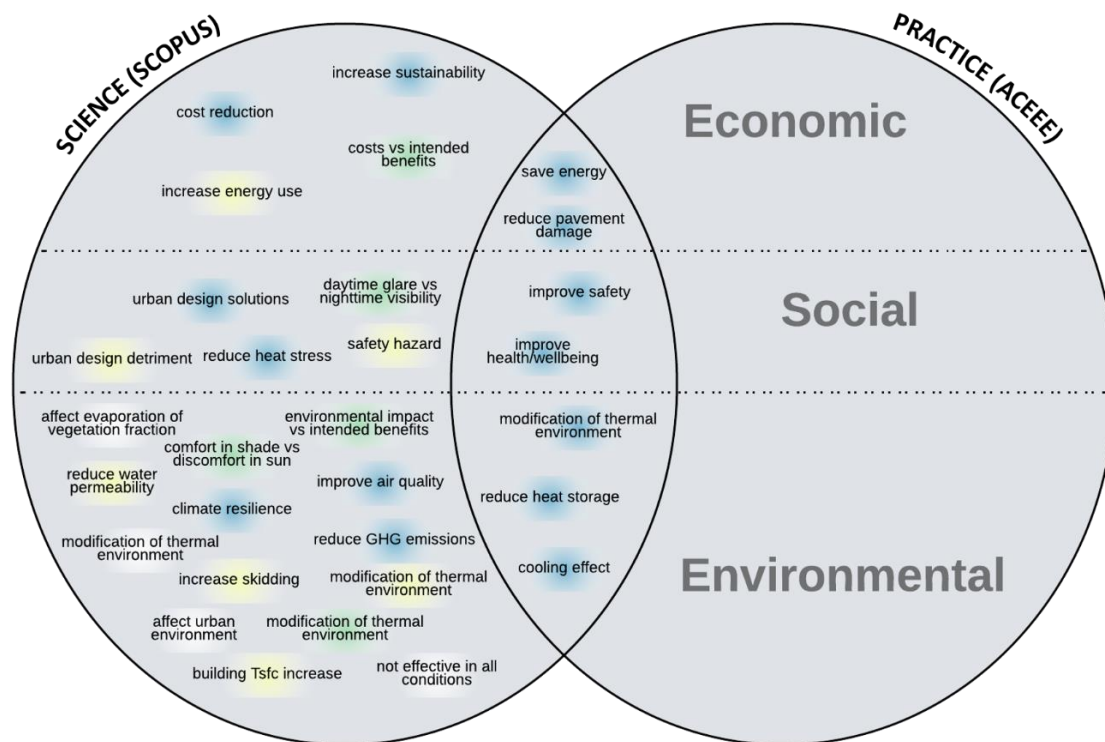 SCIENCE (SCOPUS)
PRACTICE (ACEEE)
increase sustainability
cost reduction
costs vs intended
benefits
increase energy use
save energy
reduce pavement
damage
Economic
urban design solutions
daytime glare vs
nighttime visibility
urban design detriment
reduce heat stress
safety hazard
improve safety
improve
health/wellbeing
Social
affect evaporation of
vegetation fraction
environmental impact
vs intended benefits
comfort in shade vs
discomfort in sun
reduce water
permeability
improve air quality
climate resilience
modification of thermal
environment
reduce GHG emissions
increase skidding
modification of thermal
environment
affect urban
environment
modification of thermal
environment
building Tsfc increase
not effective in all
conditions
modification of thermal
environment
reduce heat storage
cooling effect
Environmental